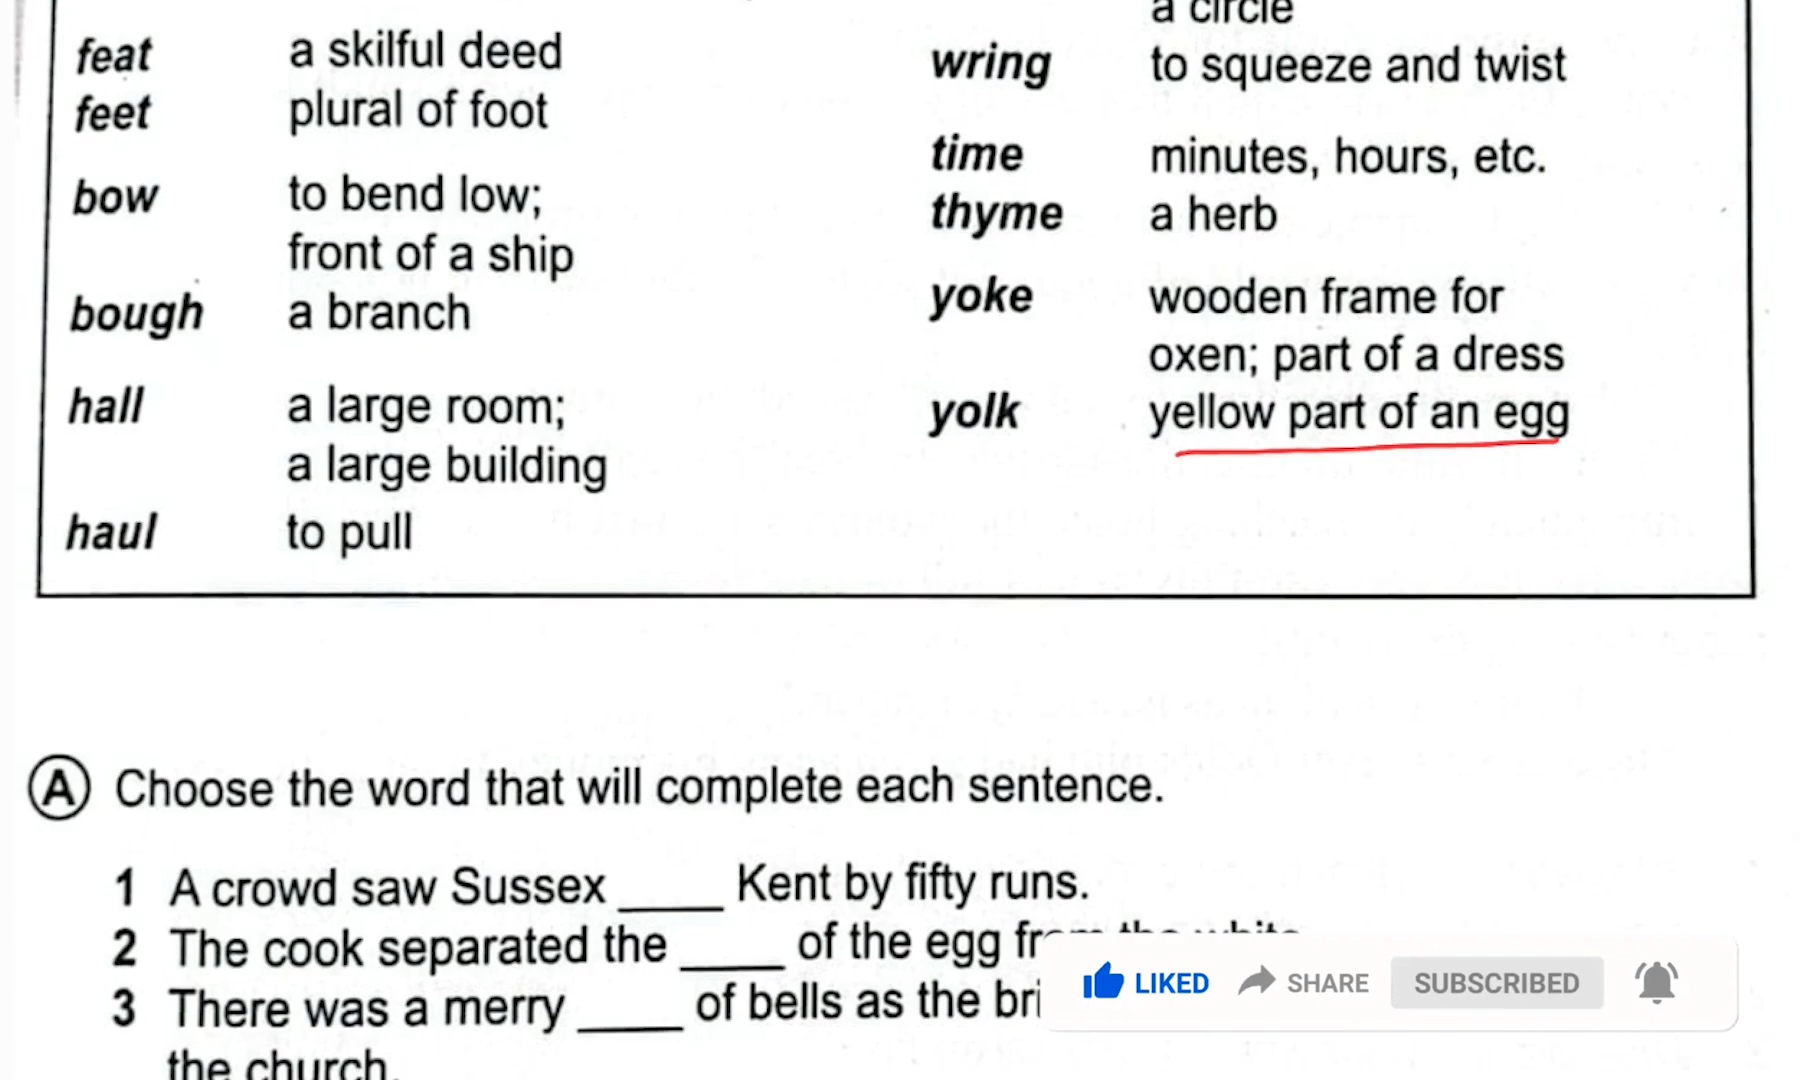 a circle
feat a skilful deed
feet plural of foot
bow to bend low;
front of a ship
bough a branch
hall a large room;
a large building
haul to pull
wring to squeeze and twist
time minutes, hours, etc.
thyme a herb
yoke wooden frame for
oxen; part of a dress
yolk yellow part of an egg
A Choose the word that will complete each sentence.
1 A crowd saw Sussex ____ Kent by fifty runs.
2 The cook separated the ____ of the egg from the white
3 There was a merry ____ of bells as the bri
the church.
LIKED SHARE SUBSCRIBED